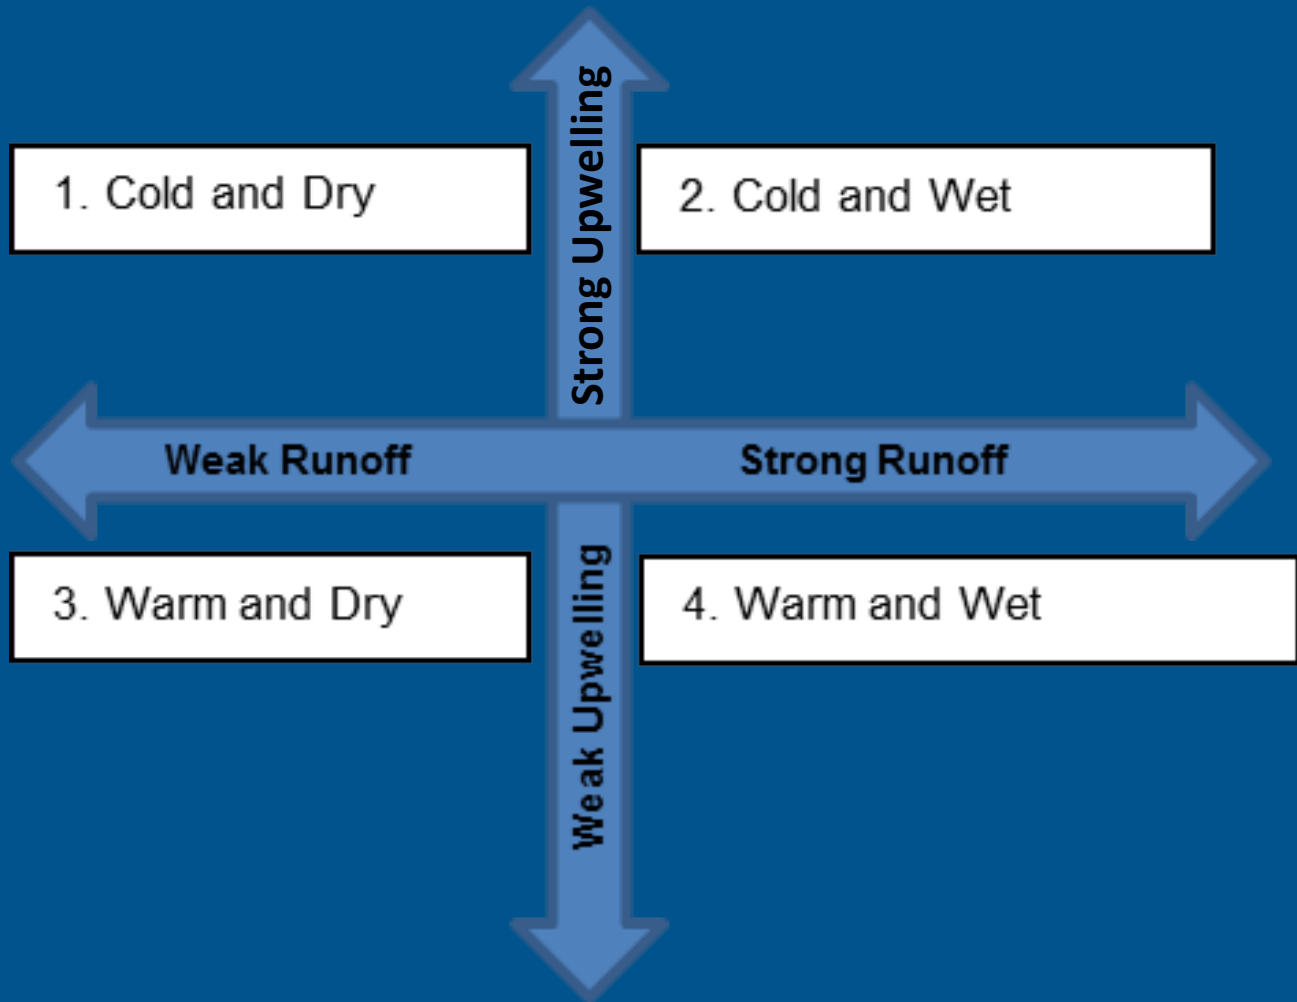 Strong Upwelling
1. Cold and Dry
2. Cold and Wet
Weak Runoff
Strong Runoff
3. Warm and Dry
4. Warm and Wet
Weak Upwelling